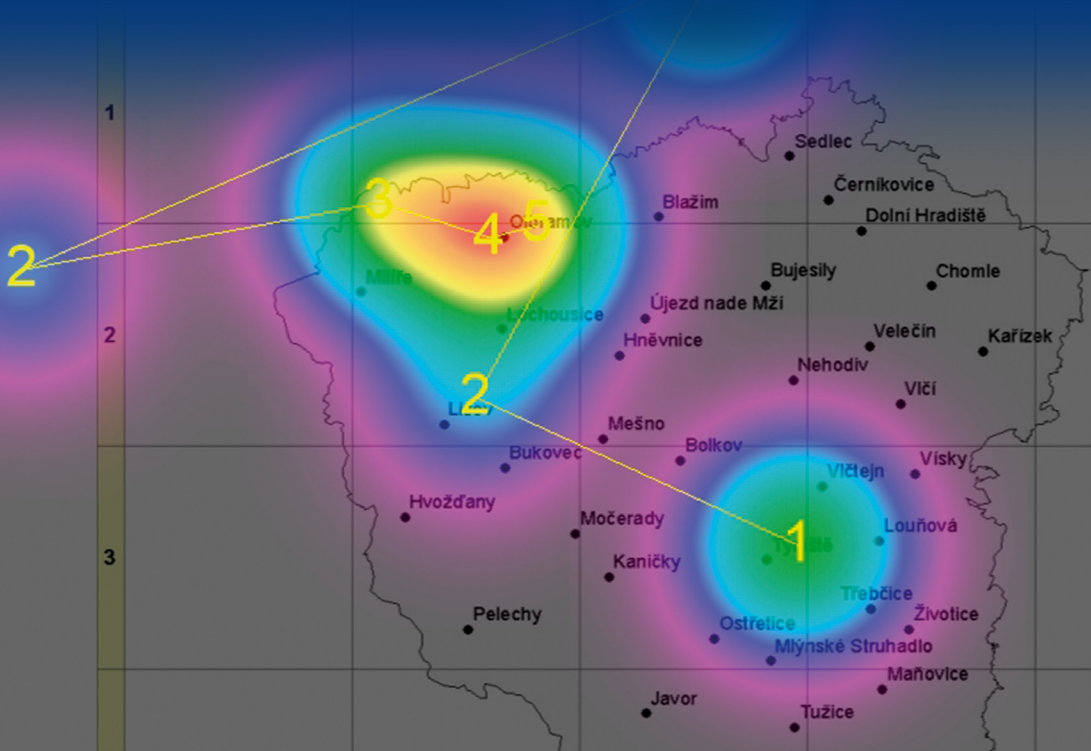 1
Sedlec
Černíkovice
3
Blažim
Dolní Hradiště
4
5
2
Bujesily
Chomle
Milíře
Újezd nade Mží
Lochousice
Velečín
2
Hněvnice
Kařízek
Nehodiv
Vlčí
2
Mešno
Bolkov
Bukovec
Vísky
Vlčtejn
Hvožďany
Močerady
Louňová
1
3
Kaničky
Třebčice
Pelechy
Životice
Ostřetice
Mlýnské Struhadlo
Maňovice
Javor
Tužice